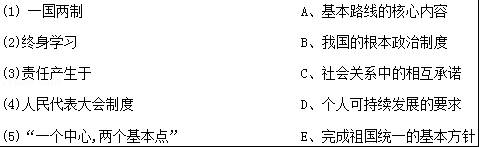 (1) 一国两制 A、基本路线的核心内容
(2)终身学习 B、我国的根本政治制度
(3)责任产生于 C、社会关系中的相互承诺
(4)人民代表大会制度 D、个人可持续发展的要求
(5) “一个中心,两个基本点” E、完成祖国统一的基本方针